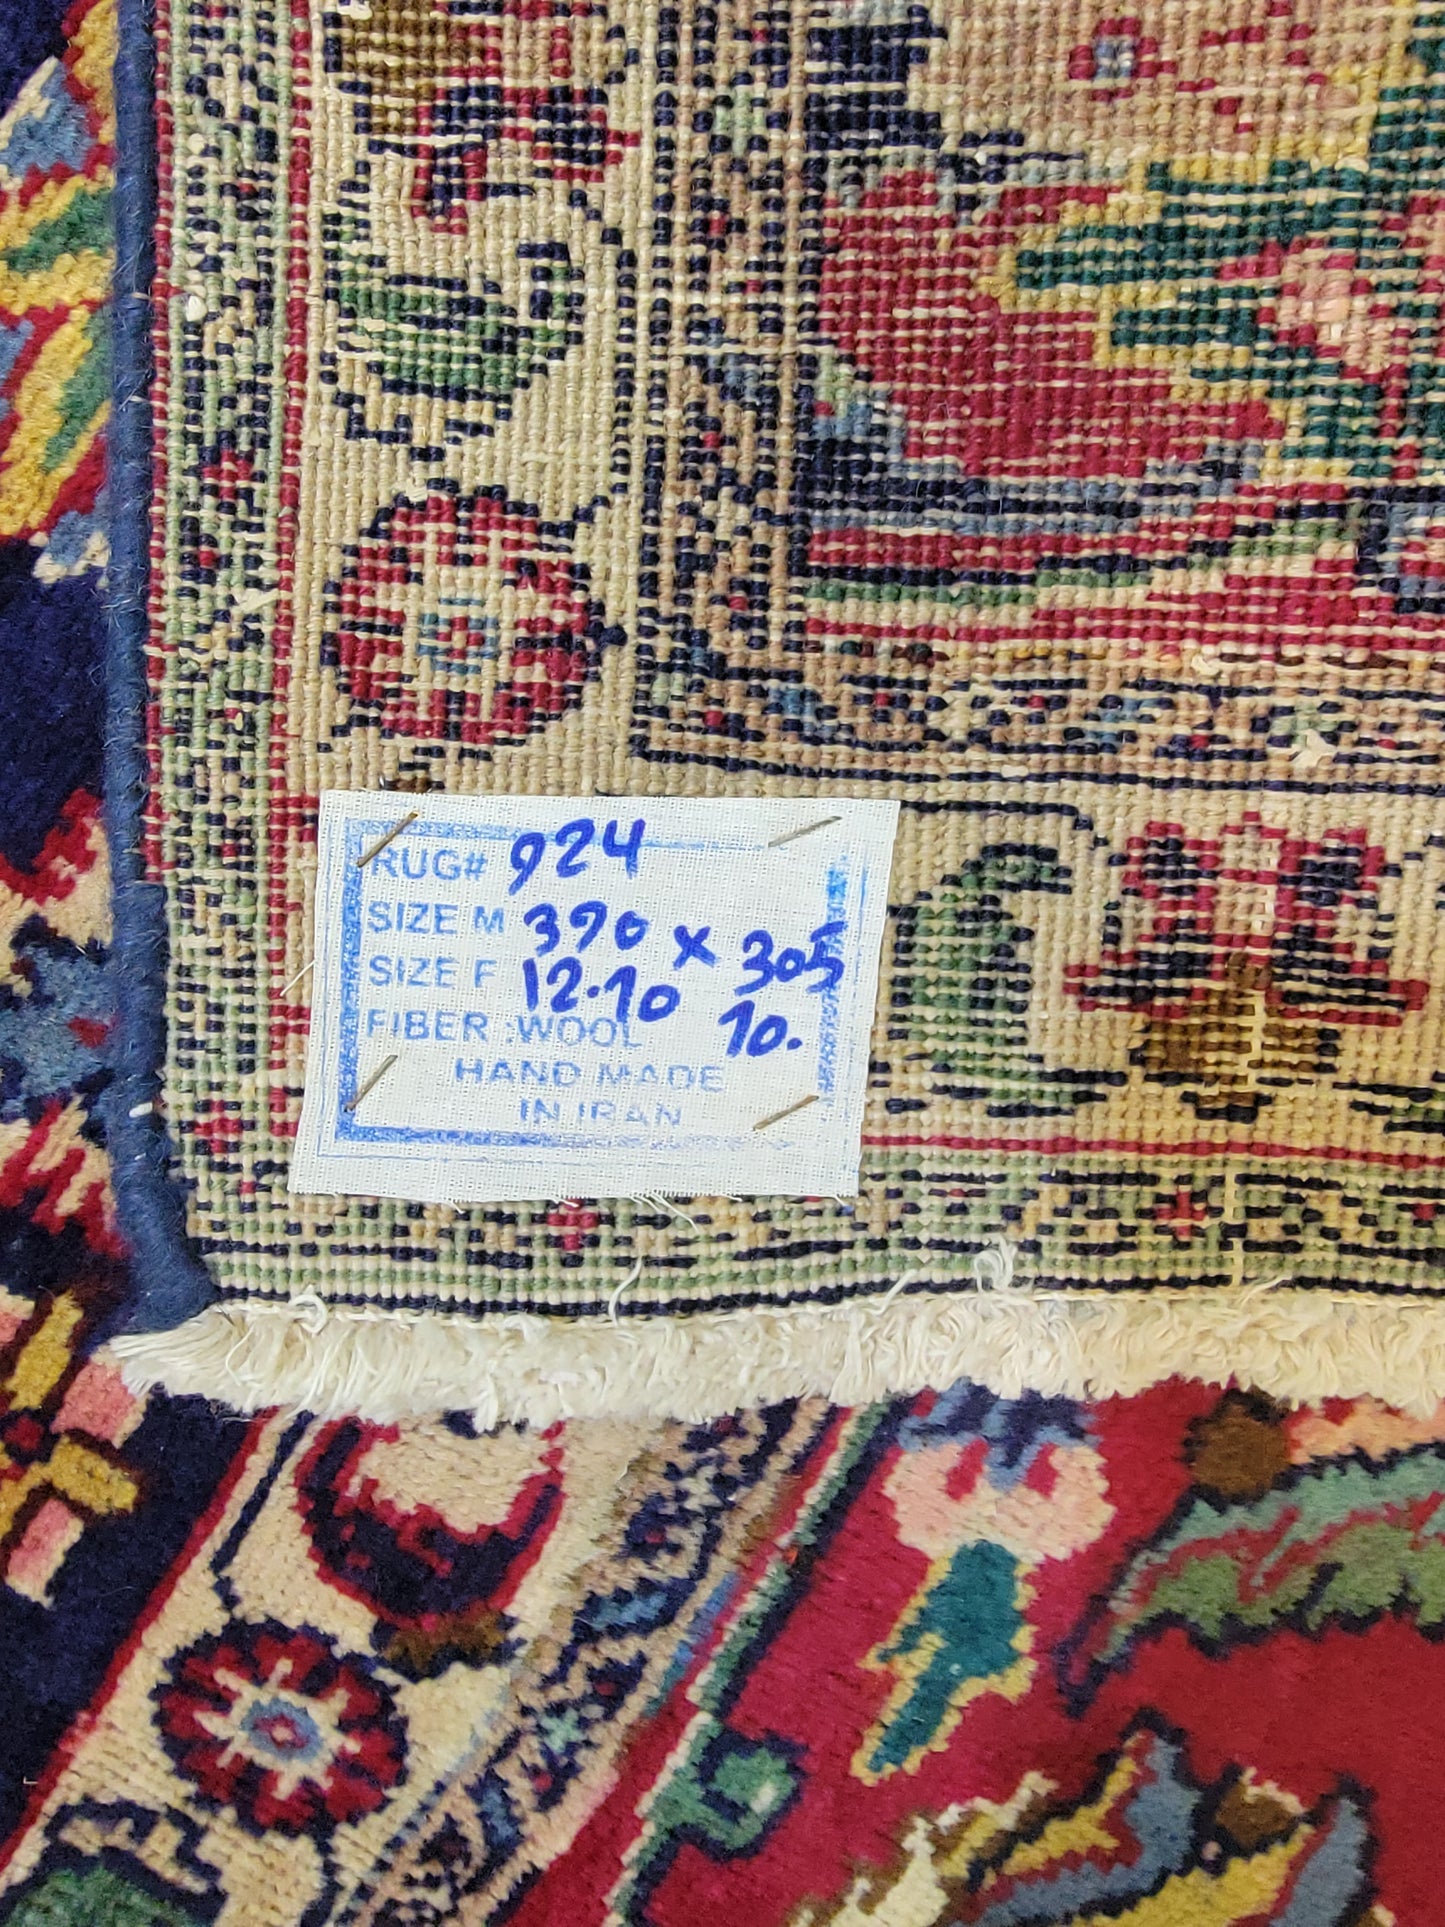 RUG# 924
SIZE M 390 x 305
SIZE F 12.10 10.
FIBER :WOOL
HAND MADE
IN IRAN